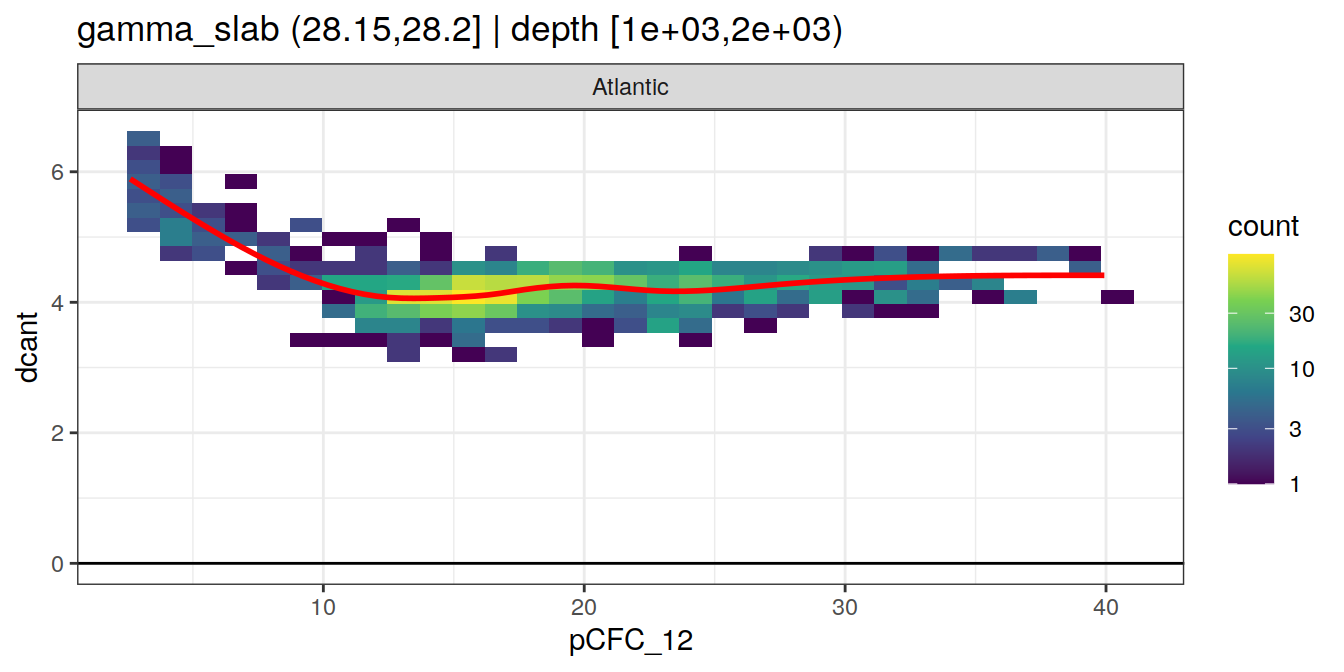 gamma_slab (28.15,28.2] | depth [1e+03,2e+03)
Atlantic
6
4
2
0
dcant
10
20
30
40
pCFC_12
count
30
10
3
1